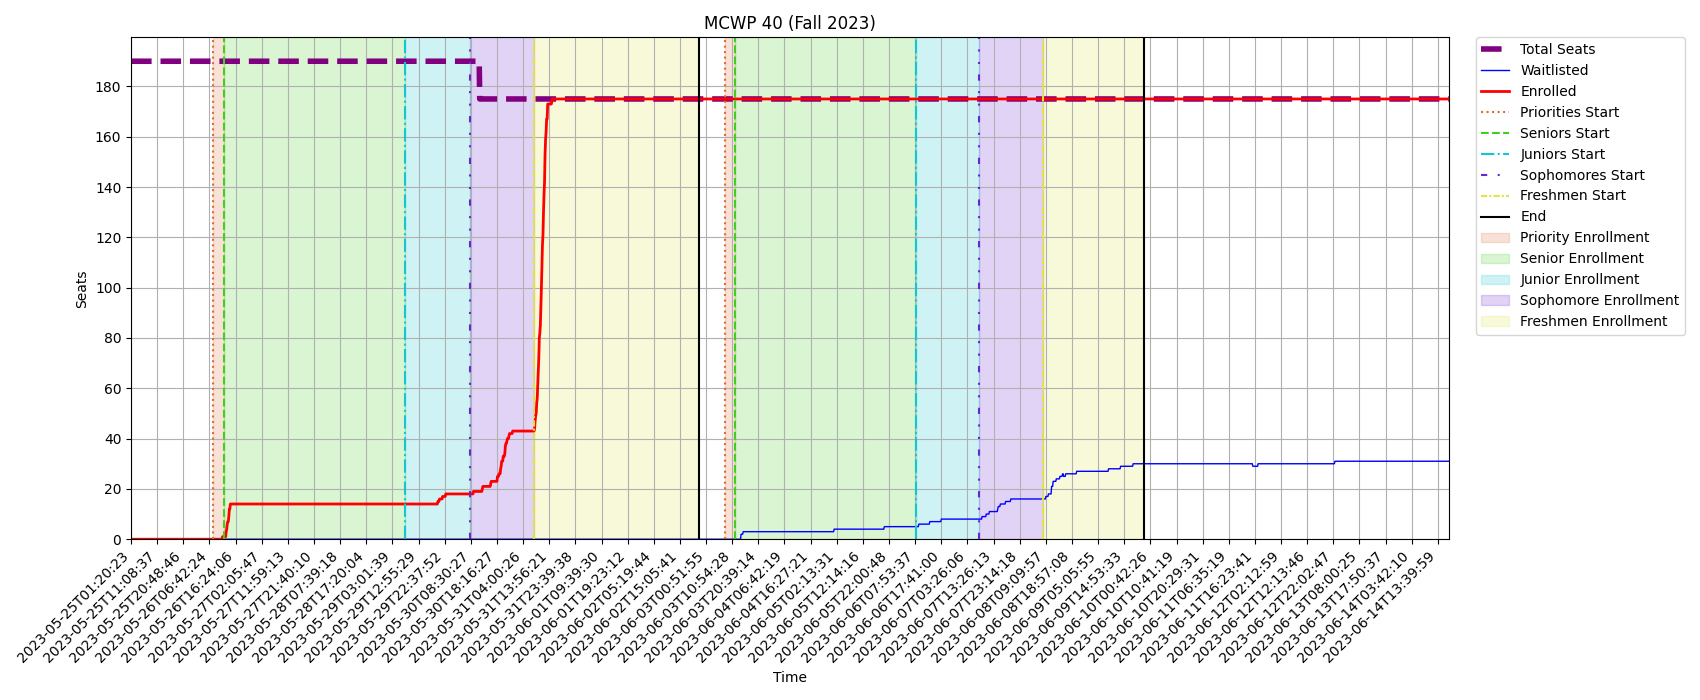 MCWP 40 (Fall 2023)
Seats
180
160
140
120
100
80
60
40
20
0
2023-05-25T01:20:23
2023-05-25T11:08:37
2023-05-25T20:48:46
2023-05-26T06:42:24
2023-05-26T16:24:06
2023-05-27T02:05:47
2023-05-27T11:59:13
2023-05-27T21:40:10
2023-05-28T07:39:18
2023-05-28T17:20:04
2023-05-29T03:01:39
2023-05-29T12:55:29
2023-05-29T22:37:52
2023-05-30T08:30:27
2023-05-30T18:16:27
2023-05-31T04:00:26
2023-05-31T13:56:21
2023-05-31T23:39:38
2023-06-01T09:39:30
2023-06-01T19:23:12
2023-06-02T05:19:44
2023-06-02T15:05:41
2023-06-03T00:51:55
2023-06-03T10:54:28
2023-06-03T20:39:14
2023-06-04T06:42:19
2023-06-04T16:27:21
2023-06-05T02:13:31
2023-06-05T12:14:16
2023-06-05T22:00:48
2023-06-06T07:53:37
2023-06-06T17:41:00
2023-06-07T03:26:06
2023-06-07T13:26:13
2023-06-07T23:14:18
2023-06-08T09:09:57
2023-06-08T18:57:08
2023-06-09T05:05:55
2023-06-09T14:53:33
2023-06-10T00:42:26
2023-06-10T10:41:19
2023-06-10T20:29:31
2023-06-11T06:35:19
2023-06-11T16:23:41
2023-06-12T02:12:59
2023-06-12T12:13:46
2023-06-12T22:02:47
2023-06-13T08:00:25
2023-06-13T17:50:37
2023-06-14T03:42:10
2023-06-14T13:39:59
Time
Total Seats
Waitlisted
Enrolled
Priorities Start
Seniors Start
Juniors Start
Sophomores Start
Freshmen Start
End
Priority Enrollment
Senior Enrollment
Junior Enrollment
Sophomore Enrollment
Freshmen Enrollment